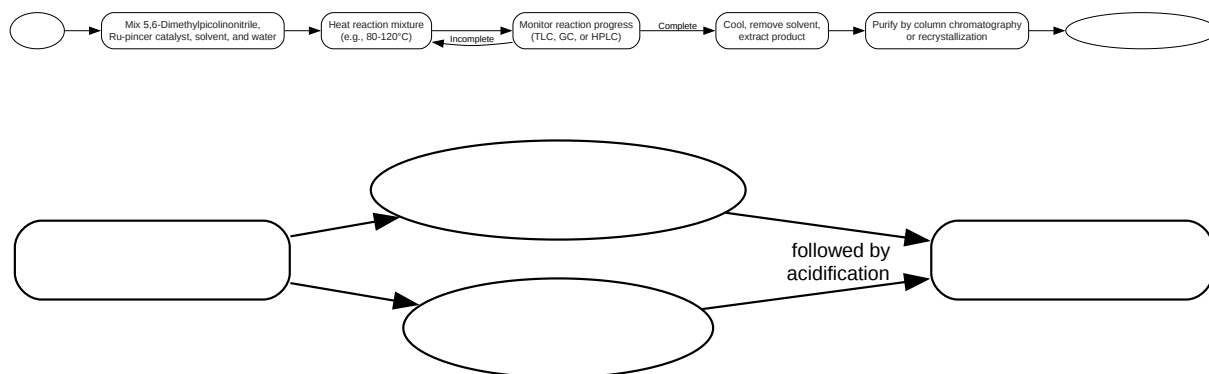 Mix 5,6-Dimethylpicolinonitrile,
Ru-pincer catalyst, solvent, and water
Heat reaction mixture
(e.g., 80-120°C)
Incomplete
Monitor reaction progress
(TLC, GC, or HPLC)
Complete
Cool, remove solvent,
extract product
Purify by column chromatography
or recrystallization
followed by
acidification